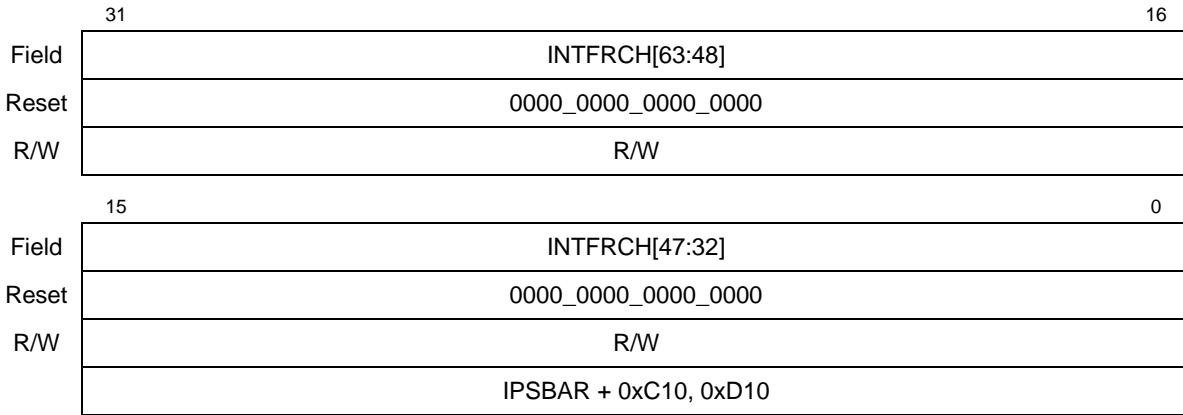 31 16
Field INTFRCH[63:48]
Reset 0000_0000_0000_0000
R/W R/W
15 0
Field INTFRCH[47:32]
Reset 0000_0000_0000_0000
R/W R/W
IPSBAR + 0xC10, 0xD10